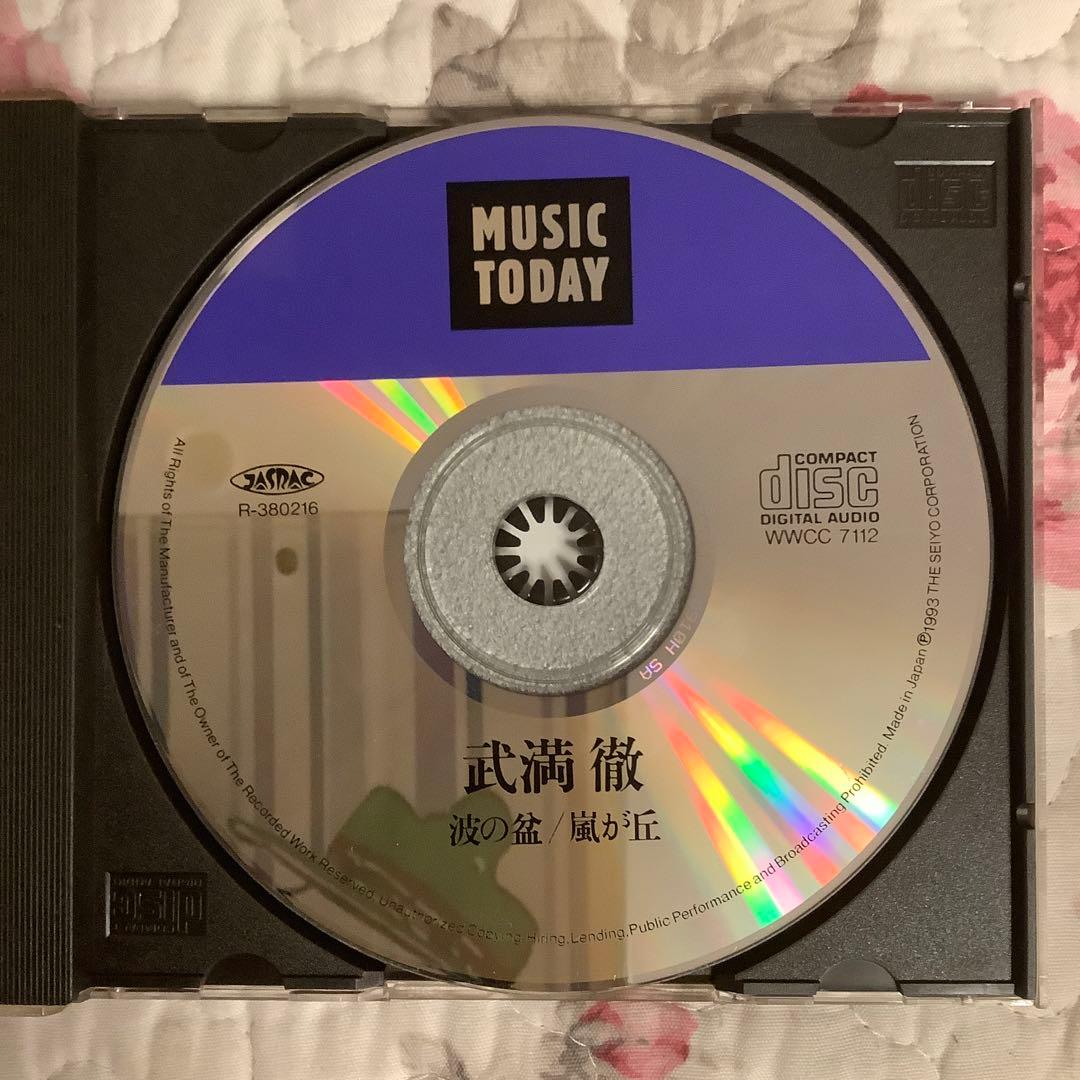 MUSIC
TODAY
JASRAC
R-380216
COMPACT
disc
DIGITAL AUDIO
WWCC 7112
武満 徹
波の盆/嵐が丘
All Rights of The Manufacturer and of The Owner of The Recorded Work Reserved. Unauthorized Copying, Hiring, Lending, Public Performance and Broadcasting Prohibited. Made in Japan ℗1993 THE SEIYO CORPORATION
disc
disc